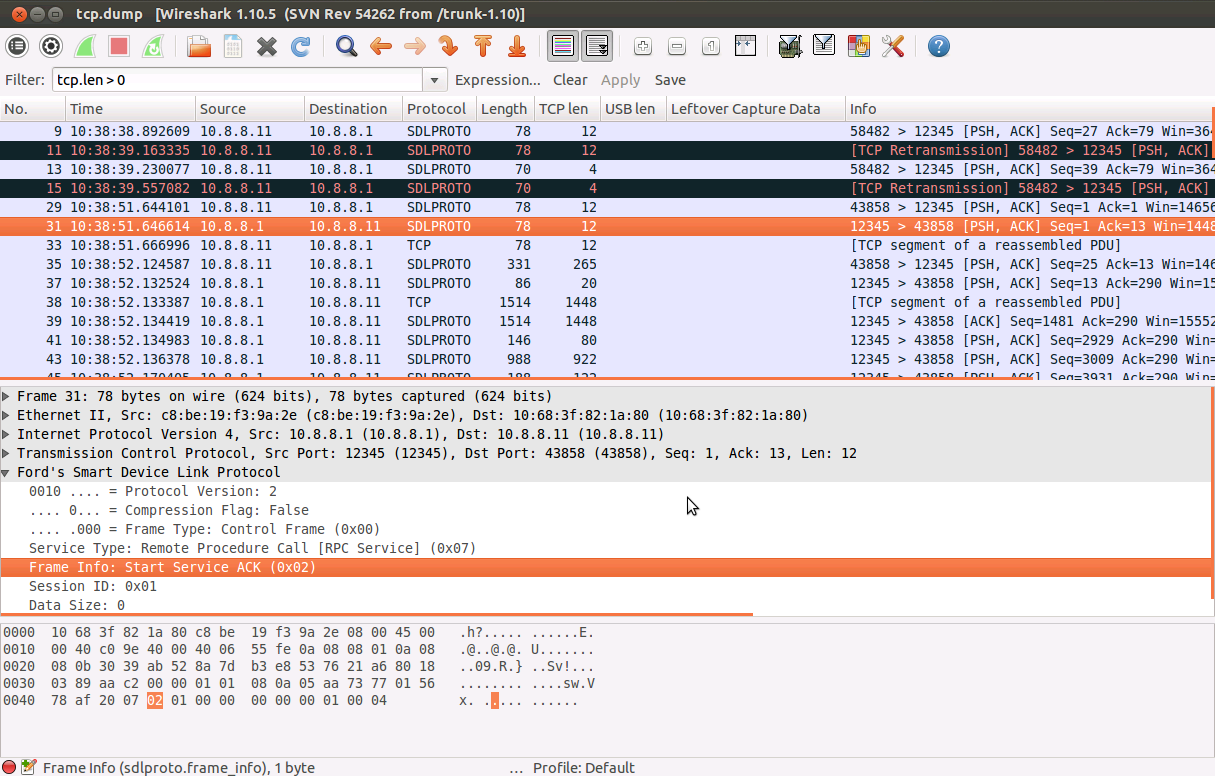 tcp.dump   [Wireshark 1.10.5  (SVN Rev 54262 from /trunk-1.10)]
Filter: tcp.len > 0 Expression... Clear Apply Save
No. Time Source Destination Protocol Length TCP len USB len Leftover Capture Data Info
9 10:38:38.892609 10.8.8.11 10.8.8.1 SDLPROTO 78 12 58482 > 12345 [PSH, ACK] Seq=27 Ack=79 Win=364
11 10:38:39.163335 10.8.8.11 10.8.8.1 SDLPROTO 78 12 [TCP Retransmission] 58482 > 12345 [PSH, ACK]
13 10:38:39.230077 10.8.8.11 10.8.8.1 SDLPROTO 70 4 58482 > 12345 [PSH, ACK] Seq=39 Ack=79 Win=364
15 10:38:39.557082 10.8.8.11 10.8.8.1 SDLPROTO 70 4 [TCP Retransmission] 58482 > 12345 [PSH, ACK]
29 10:38:51.644101 10.8.8.11 10.8.8.1 SDLPROTO 78 12 43858 > 12345 [PSH, ACK] Seq=1 Ack=1 Win=14656
31 10:38:51.646614 10.8.8.1 10.8.8.11 SDLPROTO 78 12 12345 > 43858 [PSH, ACK] Seq=1 Ack=13 Win=1448
33 10:38:51.666996 10.8.8.11 10.8.8.1 TCP 78 12 [TCP segment of a reassembled PDU]
35 10:38:52.124587 10.8.8.11 10.8.8.1 SDLPROTO 331 265 43858 > 12345 [PSH, ACK] Seq=25 Ack=13 Win=146
37 10:38:52.132524 10.8.8.1 10.8.8.11 SDLPROTO 86 20 12345 > 43858 [PSH, ACK] Seq=13 Ack=290 Win=15
38 10:38:52.133387 10.8.8.1 10.8.8.11 TCP 1514 1448 [TCP segment of a reassembled PDU]
39 10:38:52.134419 10.8.8.1 10.8.8.11 SDLPROTO 1514 1448 12345 > 43858 [ACK] Seq=1481 Ack=290 Win=15552
41 10:38:52.134983 10.8.8.1 10.8.8.11 SDLPROTO 146 80 12345 > 43858 [PSH, ACK] Seq=2929 Ack=290 Win=
43 10:38:52.136378 10.8.8.1 10.8.8.11 SDLPROTO 988 922 12345 > 43858 [PSH, ACK] Seq=3009 Ack=290 Win=
45 10:38:52.170405 10.8.8.1 10.8.8.11 SDLPROTO 188 122 12345 > 43858 [PSH, ACK] Seq=3931 Ack=290 Win=
Frame 31: 78 bytes on wire (624 bits), 78 bytes captured (624 bits)
Ethernet II, Src: c8:be:19:f3:9a:2e (c8:be:19:f3:9a:2e), Dst: 10:68:3f:82:1a:80 (10:68:3f:82:1a:80)
Internet Protocol Version 4, Src: 10.8.8.1 (10.8.8.1), Dst: 10.8.8.11 (10.8.8.11)
Transmission Control Protocol, Src Port: 12345 (12345), Dst Port: 43858 (43858), Seq: 1, Ack: 13, Len: 12
Ford's Smart Device Link Protocol
0010 .... = Protocol Version: 2
.... 0... = Compression Flag: False
.... .000 = Frame Type: Control Frame (0x00)
Service Type: Remote Procedure Call [RPC Service] (0x07)
Frame Info: Start Service ACK (0x02)
Session ID: 0x01
Data Size: 0
0000  10 68 3f 82 1a 80 c8 be  19 f3 9a 2e 08 00 45 00   .h?..... ......E.
0010  00 40 c0 9e 40 00 40 06  55 fe 0a 08 08 01 0a 08   .@..@.@. U.......
0020  08 0b 30 39 ab 52 8a 7d  b3 e8 53 76 21 a6 80 18   ..09.R.} ..Sv!...
0030  03 89 aa c2 00 00 01 01  08 0a 05 aa 73 77 01 56   ........ ....sw.V
0040  78 af 20 07 02 01 00 00  00 00 00 01 00 04         x. ..... ......
Frame Info (sdlproto.frame_info), 1 byte ... Profile: Default